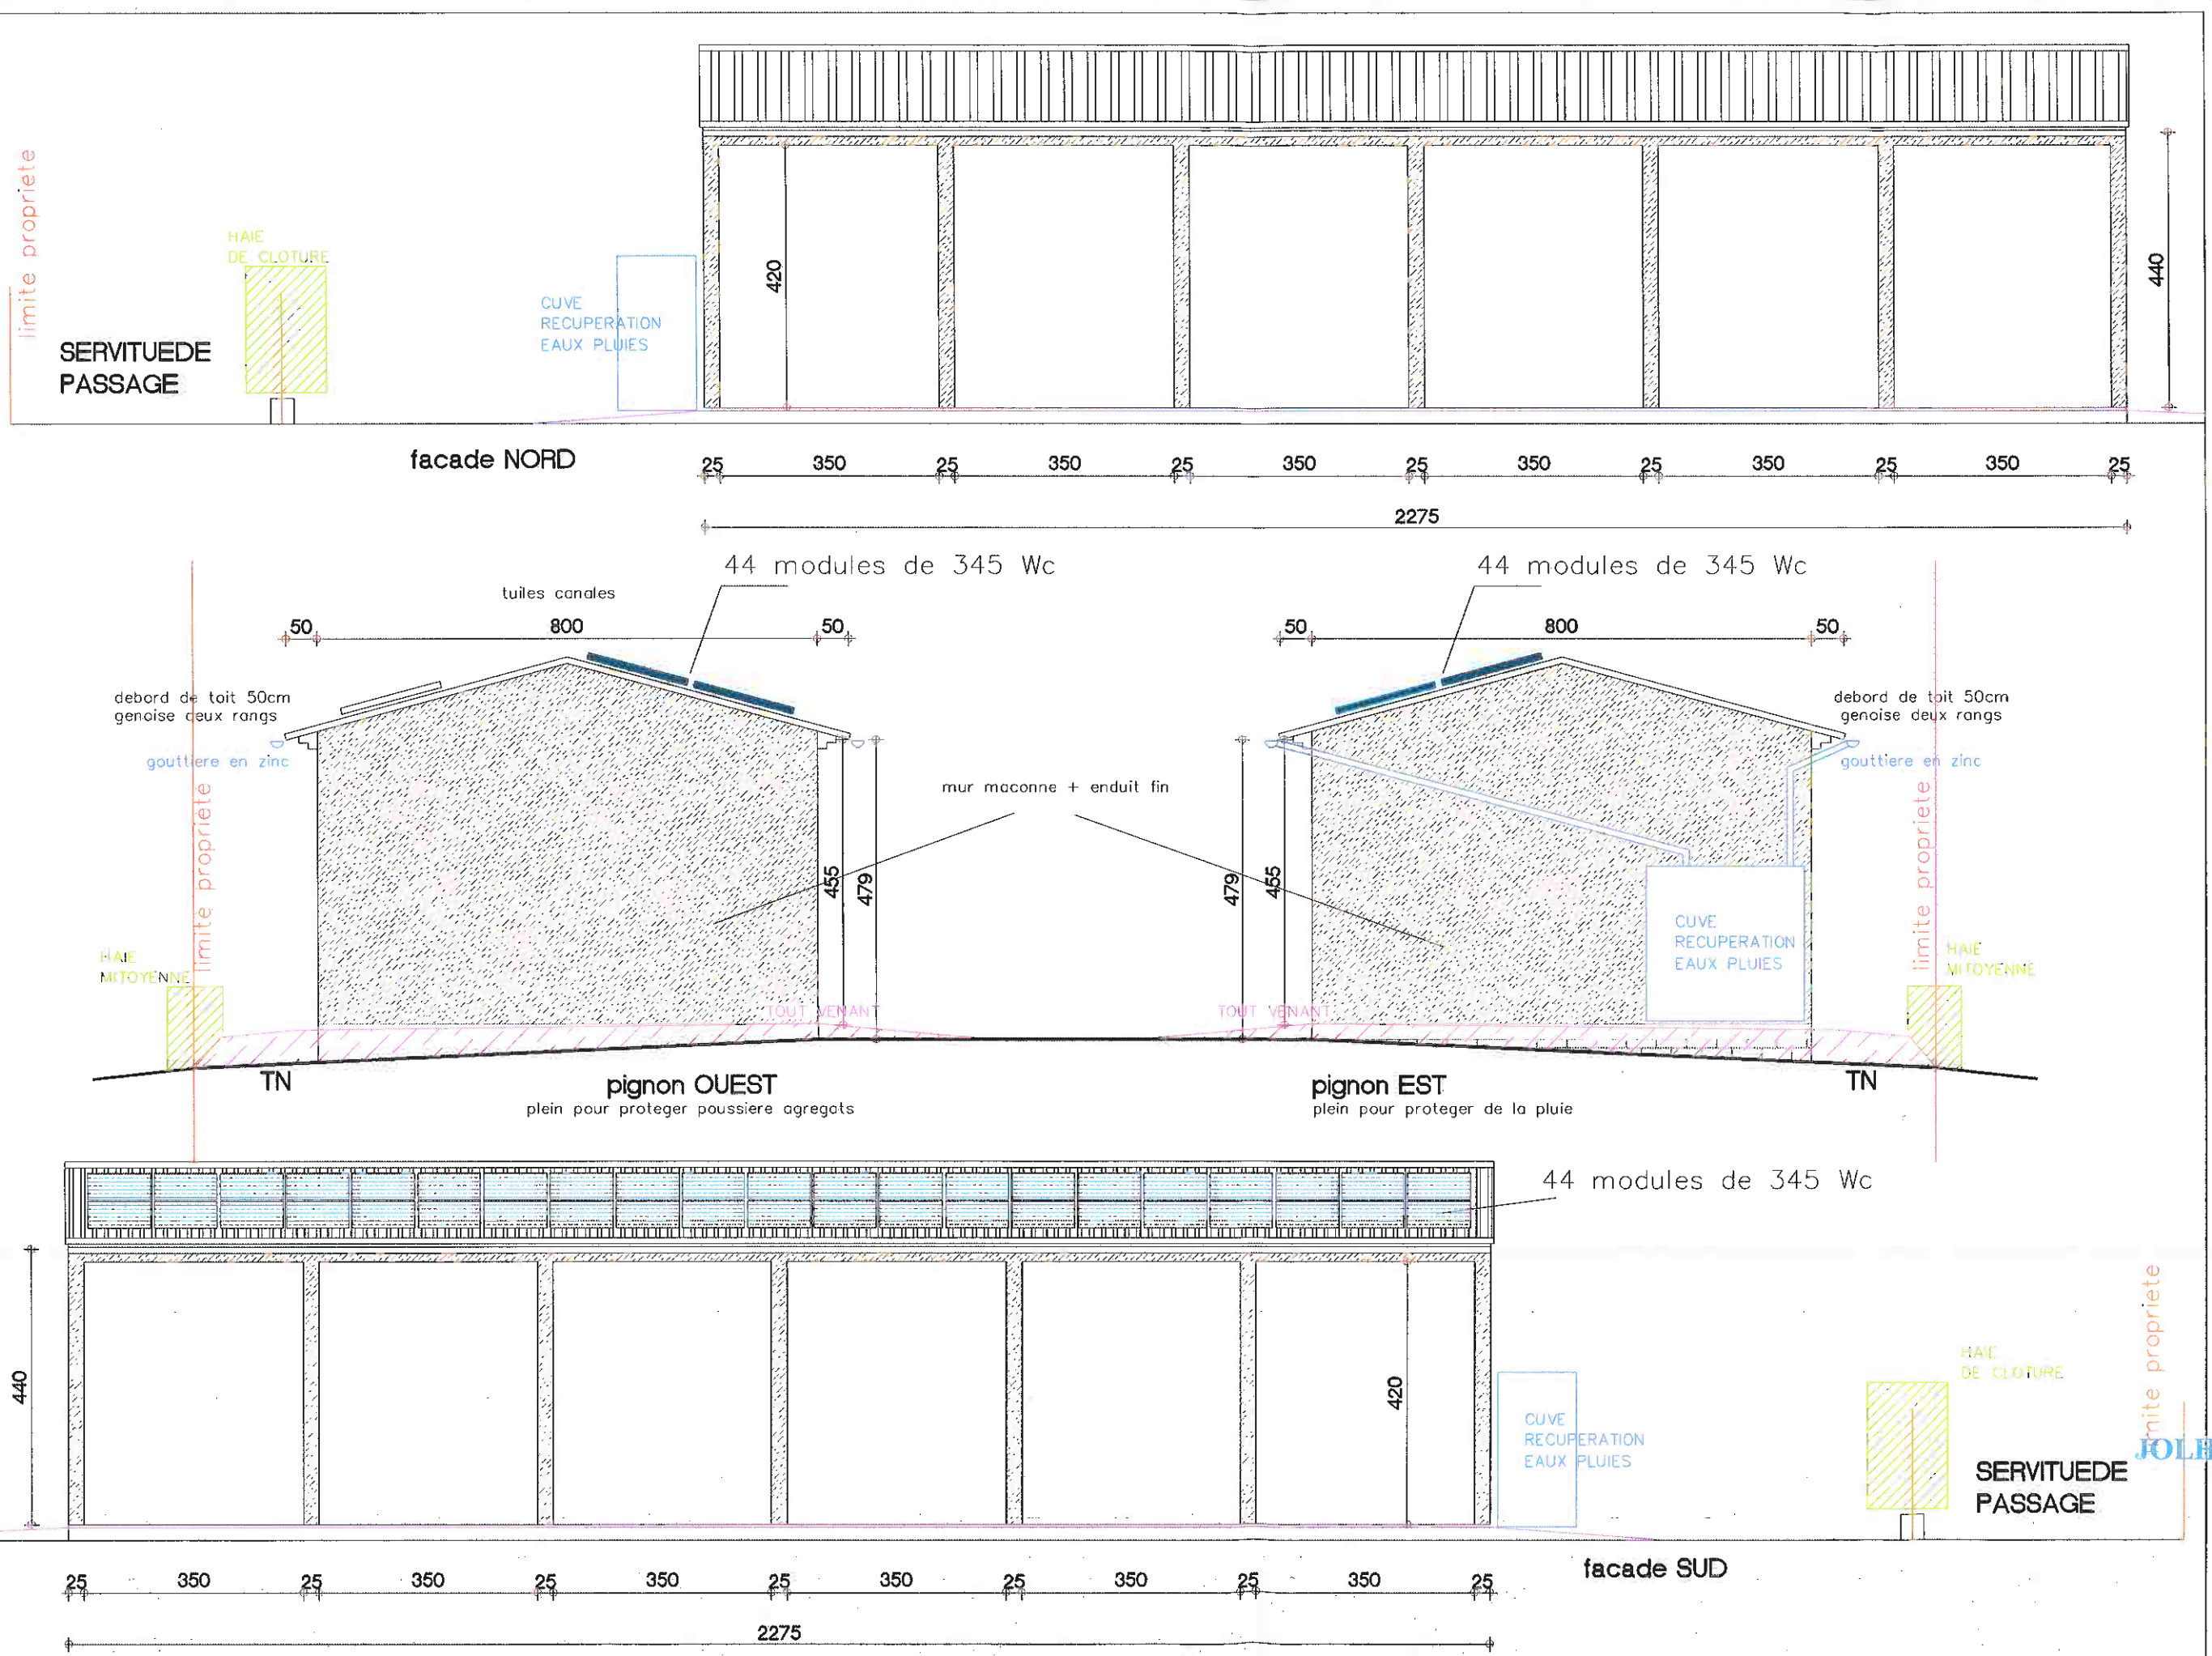 limite propriete
HAIE
DE CLOTURE
SERVITUEDE
PASSAGE
CUVE
RECUPERATION
EAUX PLUIES
420
440
facade NORD
25 350 25 350 25 350 25 350 25 350 25 350 25
2275
44 modules de 345 Wc
44 modules de 345 Wc
tuiles canales
50 800 50
50 800 50
debord de toit 50cm
genoise deux rangs
gouttiere en zinc
debord de toit 50cm
genoise deux rangs
gouttiere en zinc
mur maconne + enduit fin
limite propriete
455
479
479
455
limite propriete
CUVE
RECUPERATION
EAUX PLUIES
HAIE
MITOYENNE
HAIE
MITOYENNE
TOUT VENANT
TOUT VENANT
TN
pignon OUEST
plein pour proteger poussiere agregats
pignon EST
plein pour proteger de la pluie
TN
44 modules de 345 Wc
440
420
CUVE
RECUPERATION
EAUX PLUIES
HAIE
DE CLOTURE
limite propriete
SERVITUEDE
PASSAGE
facade SUD
25 350 25 350 25 350 25 350 25 350 25 350 25
2275